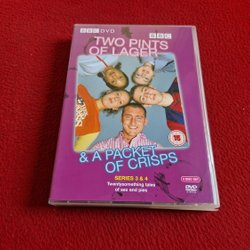 BBC DVD
BBC
TWO PINTS
OF LAGER
& A PACKET
OF CRISPS
15
SERIES 3 & 4
Twentysomething tales
of sex and pies
DVD